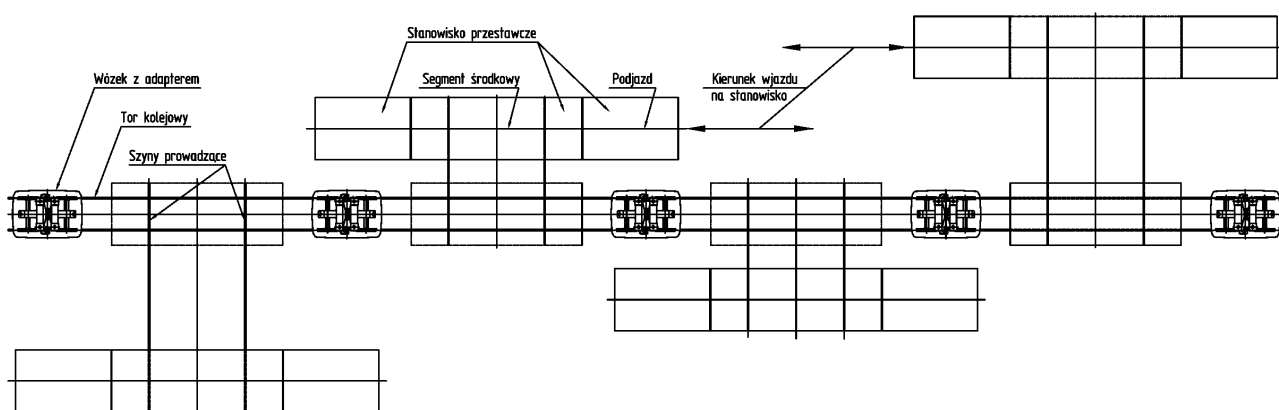 Stanowisko przestawcze
Wózek z adapterem
Segment środkowy
Podjazd
Kierunek wjazdu
na stanowisko
Tor kolejowy
Szyny prowadzące